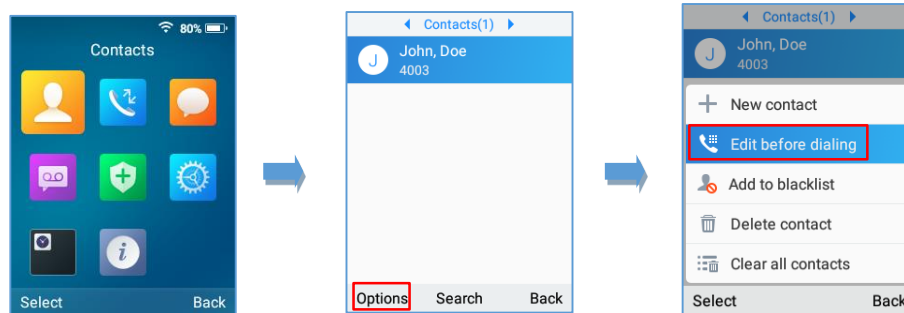 80%
Contacts
Select Back
Contacts(1)
J
John, Doe
4003
Options Search Back
Contacts(1)
J
John, Doe
4003
New contact
Edit before dialing
Add to blacklist
Delete contact
Clear all contacts
Select Back